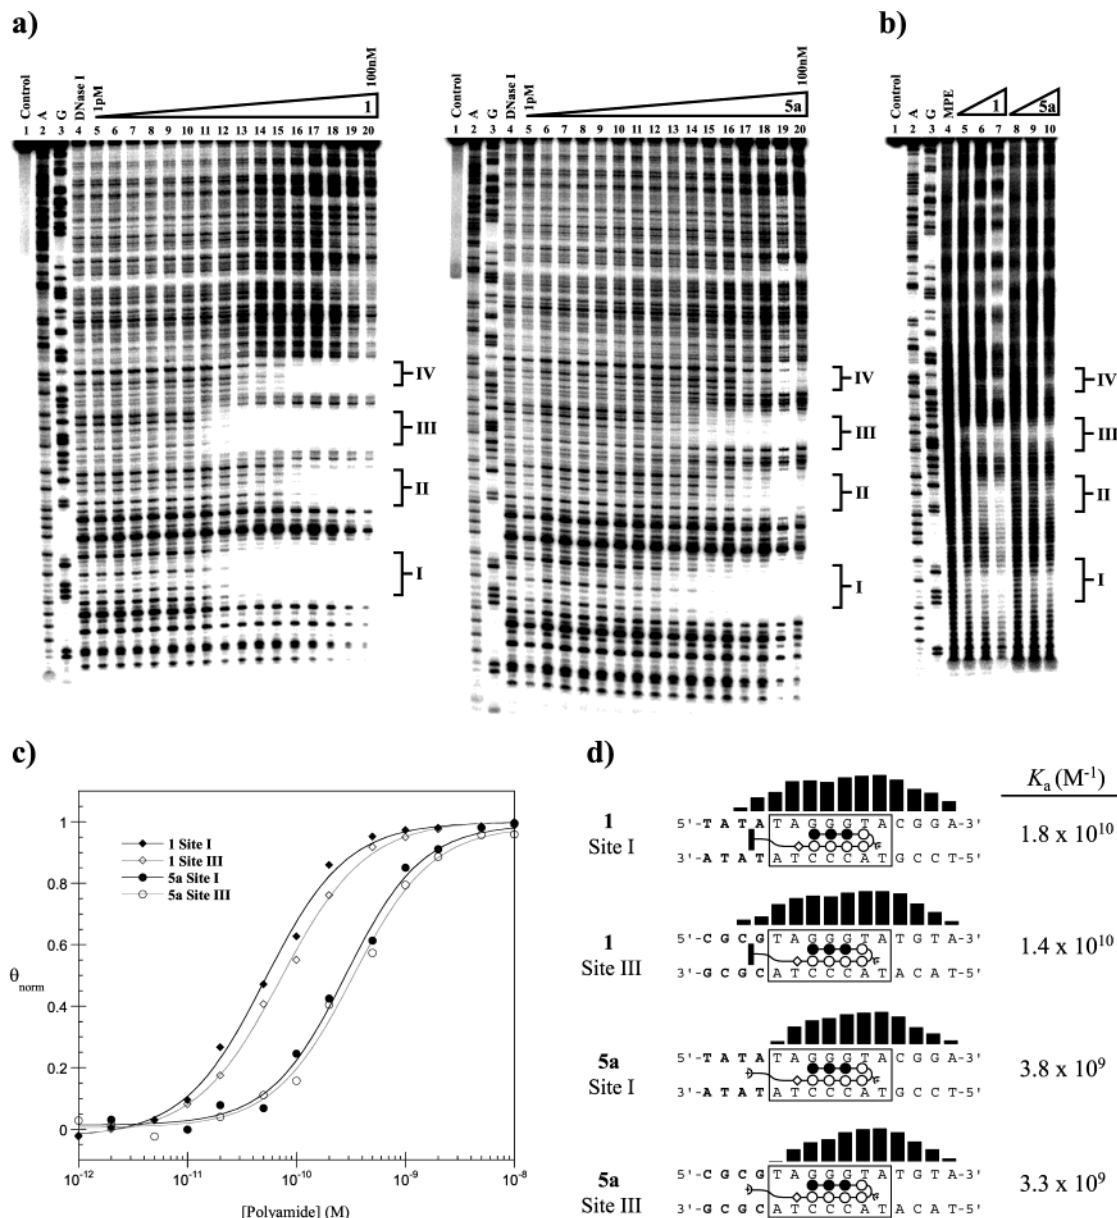 a)
Control
A
G
DNase I
1pM
100nM
1
1 2 3 4 5 6 7 8 9 10 11 12 13 14 15 16 17 18 19 20
IV
III
II
I
Control
A
G
DNase I
1pM
100nM
5a
1 2 3 4 5 6 7 8 9 10 11 12 13 14 15 16 17 18 19 20
IV
III
II
I
b)
Control
A
G
MPE
1
5a
1 2 3 4 5 6 7 8 9 10
IV
III
II
I
c)
1 Site I
1 Site III
5a Site I
5a Site III
θnorm
1
0.8
0.6
0.4
0.2
0
10-12 10-11 10-10 10-9 10-8
[Polyamide] (M)
d)
Ka (M-1)
1
Site I
5'-TATATAGGGTACGGA-3'
3'-ATATATCCCATGCCT-5'
1.8 x 1010
1
Site III
5'-CGCGTAGGGTATGTA-3'
3'-GCGCATCCCATACAT-5'
1.4 x 1010
5a
Site I
5'-TATATAGGGTACGGA-3'
3'-ATATATCCCATGCCT-5'
3.8 x 109
5a
Site III
5'-CGCGTAGGGTATGTA-3'
3'-GCGCATCCCATACAT-5'
3.3 x 109